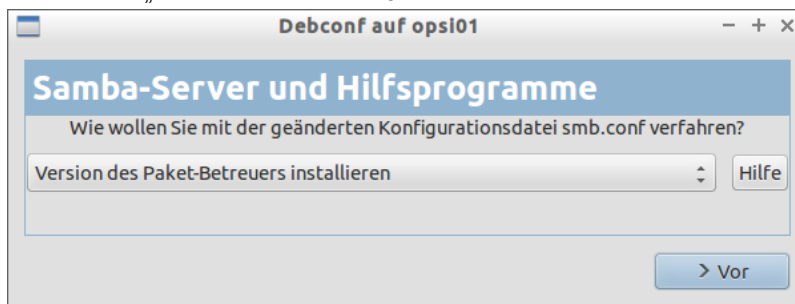 Debconf auf opsi01
Samba-Server und Hilfsprogramme
Wie wollen Sie mit der geänderten Konfigurationsdatei smb.conf verfahren?
Version des Paket-Betreuers installieren
Hilfe
> Vor